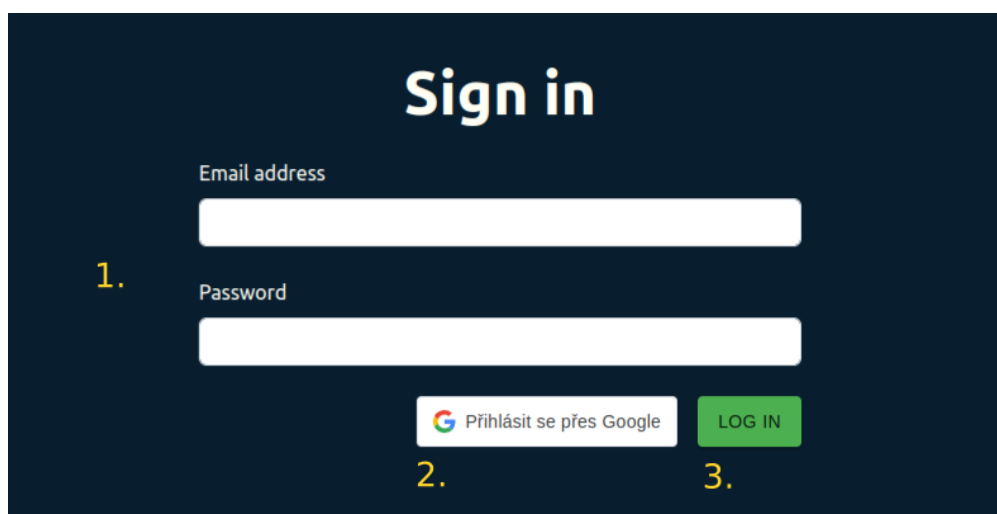 Sign in
Email address
1.
Password
Přihlásit se přes Google
LOG IN
2.
3.